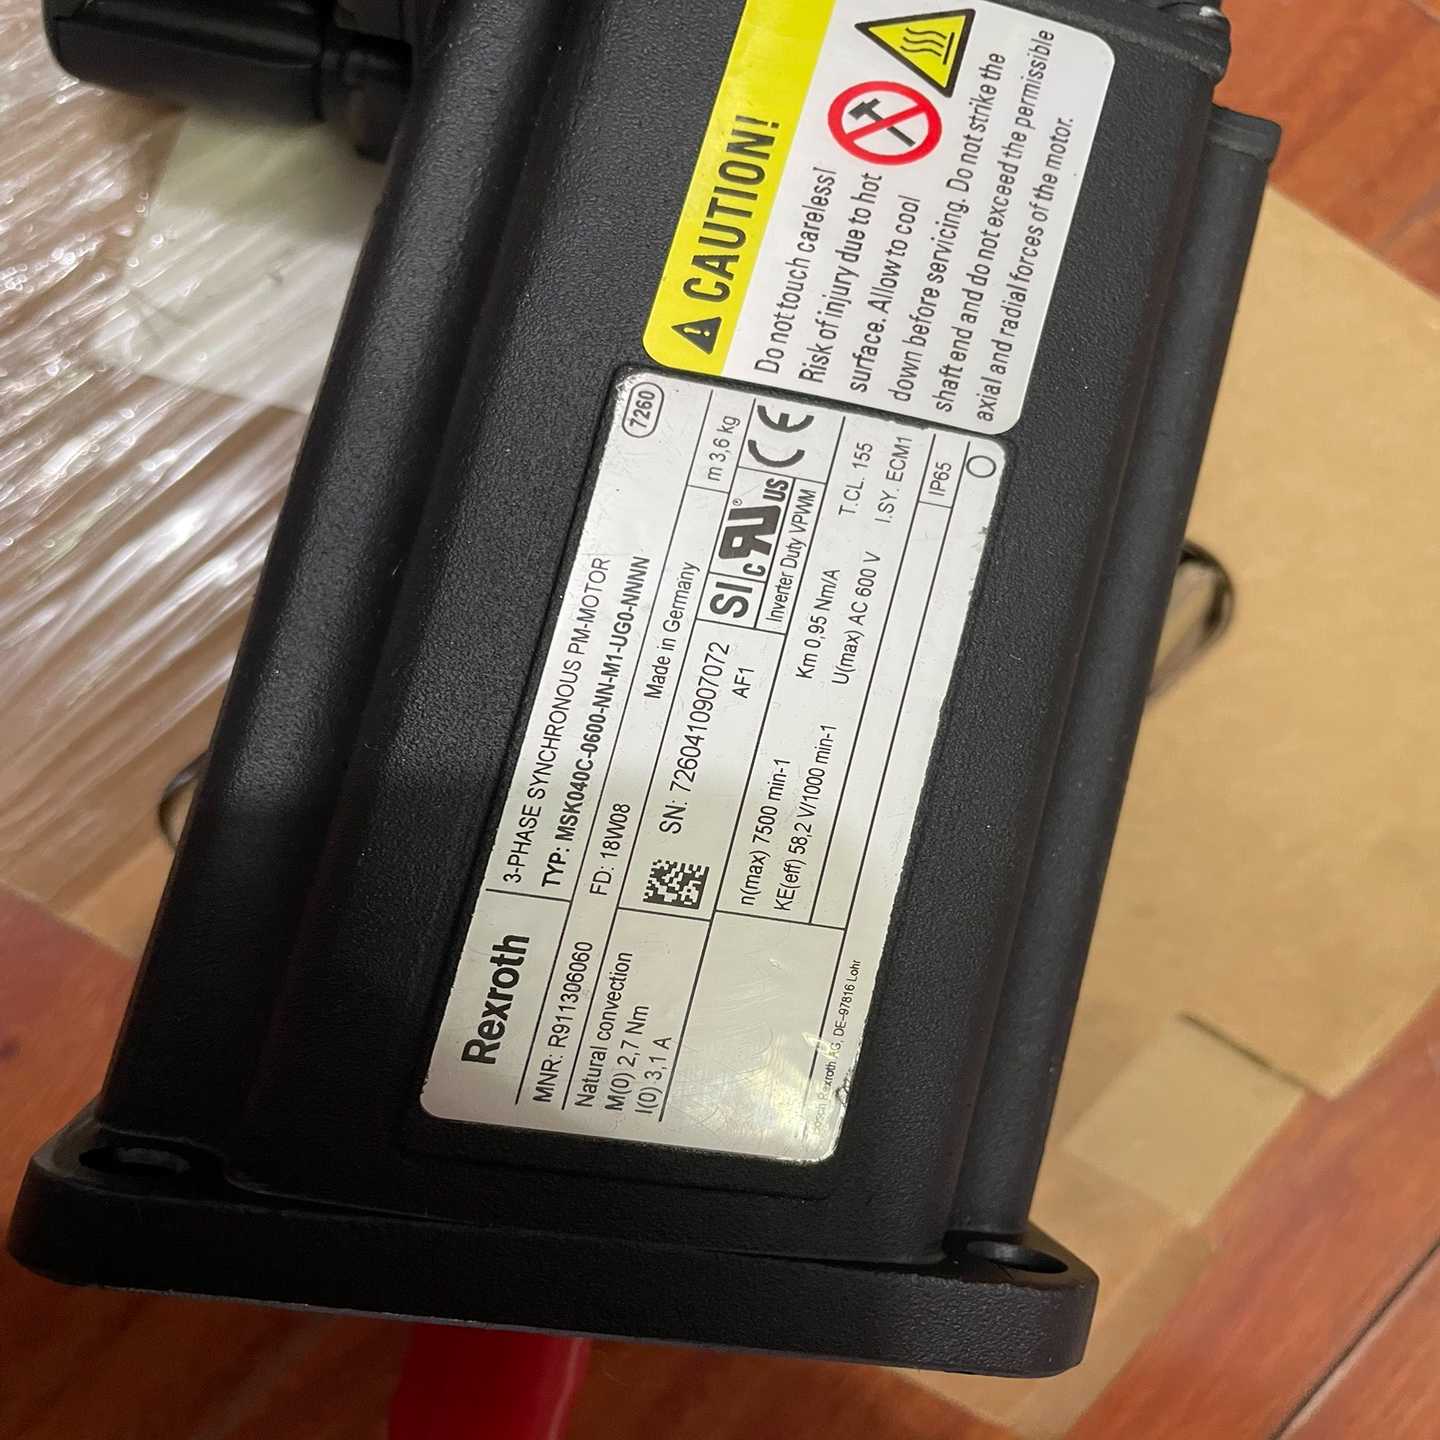 CAUTION!
Do not touch careless!
Risk of injury due to hot
surface. Allow to cool
down before servicing. Do not strike the
shaft end and do not exceed the permissible
axial and radial forces of the motor.
Rexroth
3-PHASE SYNCHRONOUS PM-MOTOR
7260
TYP: MSK040C-0600-NN-M1-UG0-NNNN
MNR: R911306060
FD: 18W08
Made in Germany
m 3,6 kg
Natural convection
M(0) 2,7 Nm
I(0) 3,1 A
SN: 7260410907072
AF1
SI
c RU US
CE
Inverter Duty VPWM
n(max) 7500 min-1
Km 0,95 Nm/A
T.CL. 155
KE(eff) 58,2 V/1000 min-1
U(max) AC 600 V
I.SY. ECM1
IP65
Rexroth AG, DE-97816 Lohr